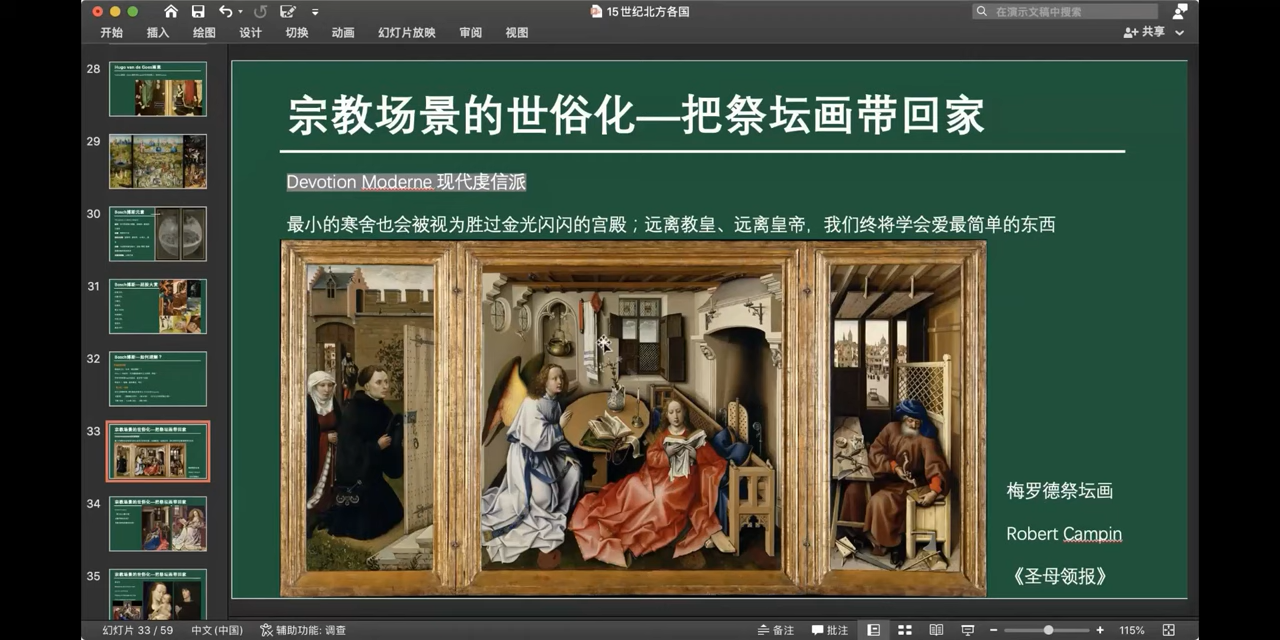 15世纪北方各国
在演示文稿中搜索
开始 插入 绘图 设计 切换 动画 幻灯片放映 审阅 视图
共享
28
29
30
31
32
33
34
35
宗教场景的世俗化—把祭坛画带回家
Devotion Moderne 现代虔信派
最小的寒舍也会被视为胜过金光闪闪的宫殿；远离教皇、远离皇帝，我们终将学会爱最简单的东西
梅罗德祭坛画
Robert Campin
《圣母领报》
幻灯片 33 / 59 中文(中国) 辅助功能: 调查
备注 批注 115%